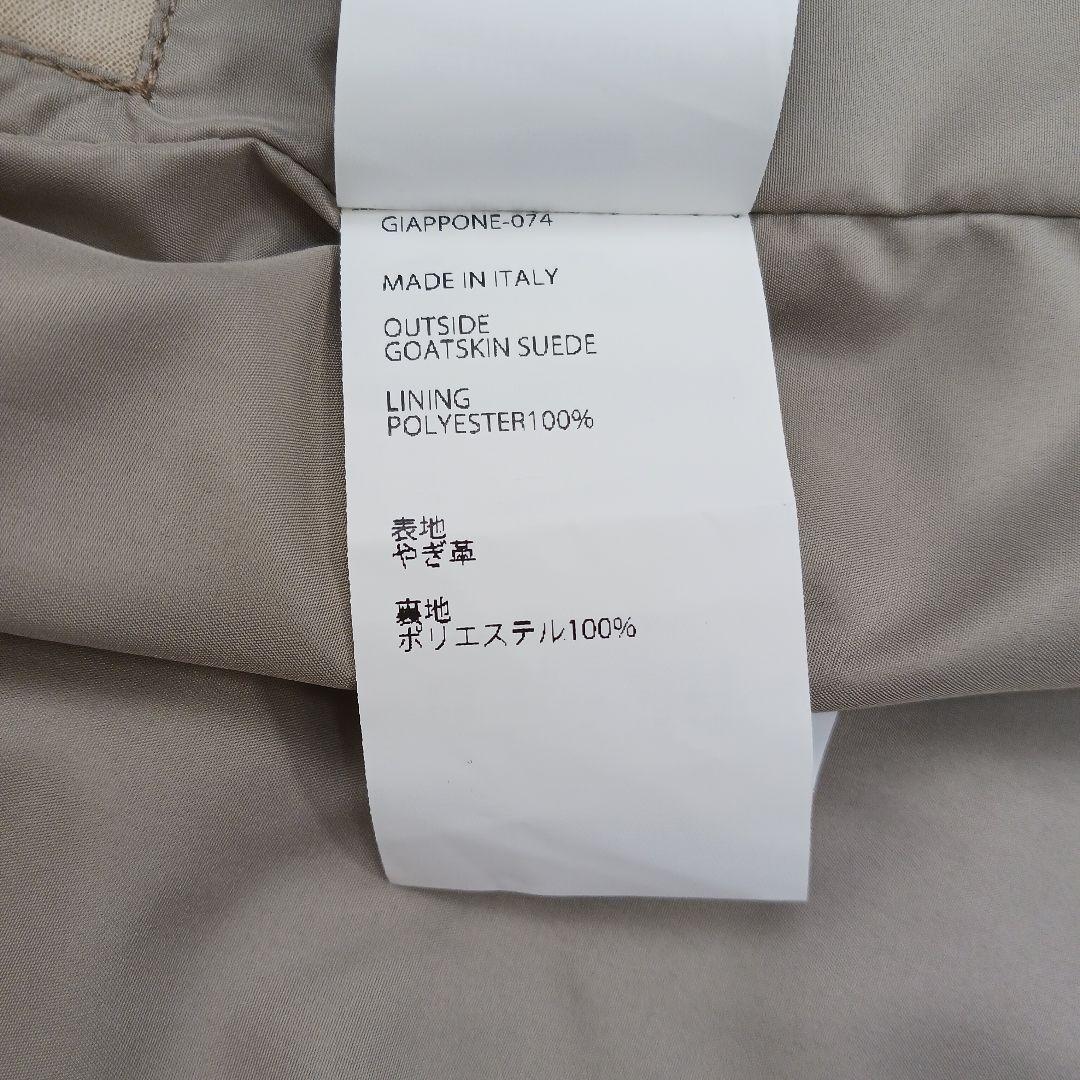 GIAPPONE-074
MADE IN ITALY
OUTSIDE
GOATSKIN SUEDE
LINING
POLYESTER100%
表地
やぎ革
裏地
ポリエステル100%